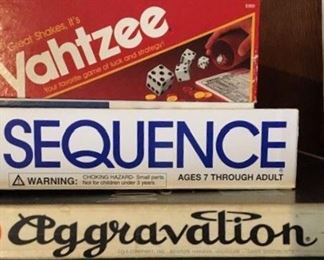 Great Shakes, It's
Yahtzee
Your favorite game of luck and strategy!
SEQUENCE®
⚠ WARNING: CHOKING HAZARD- Small parts.
Not for children under 3 years.
AGES 7 THROUGH ADULT
Aggravation